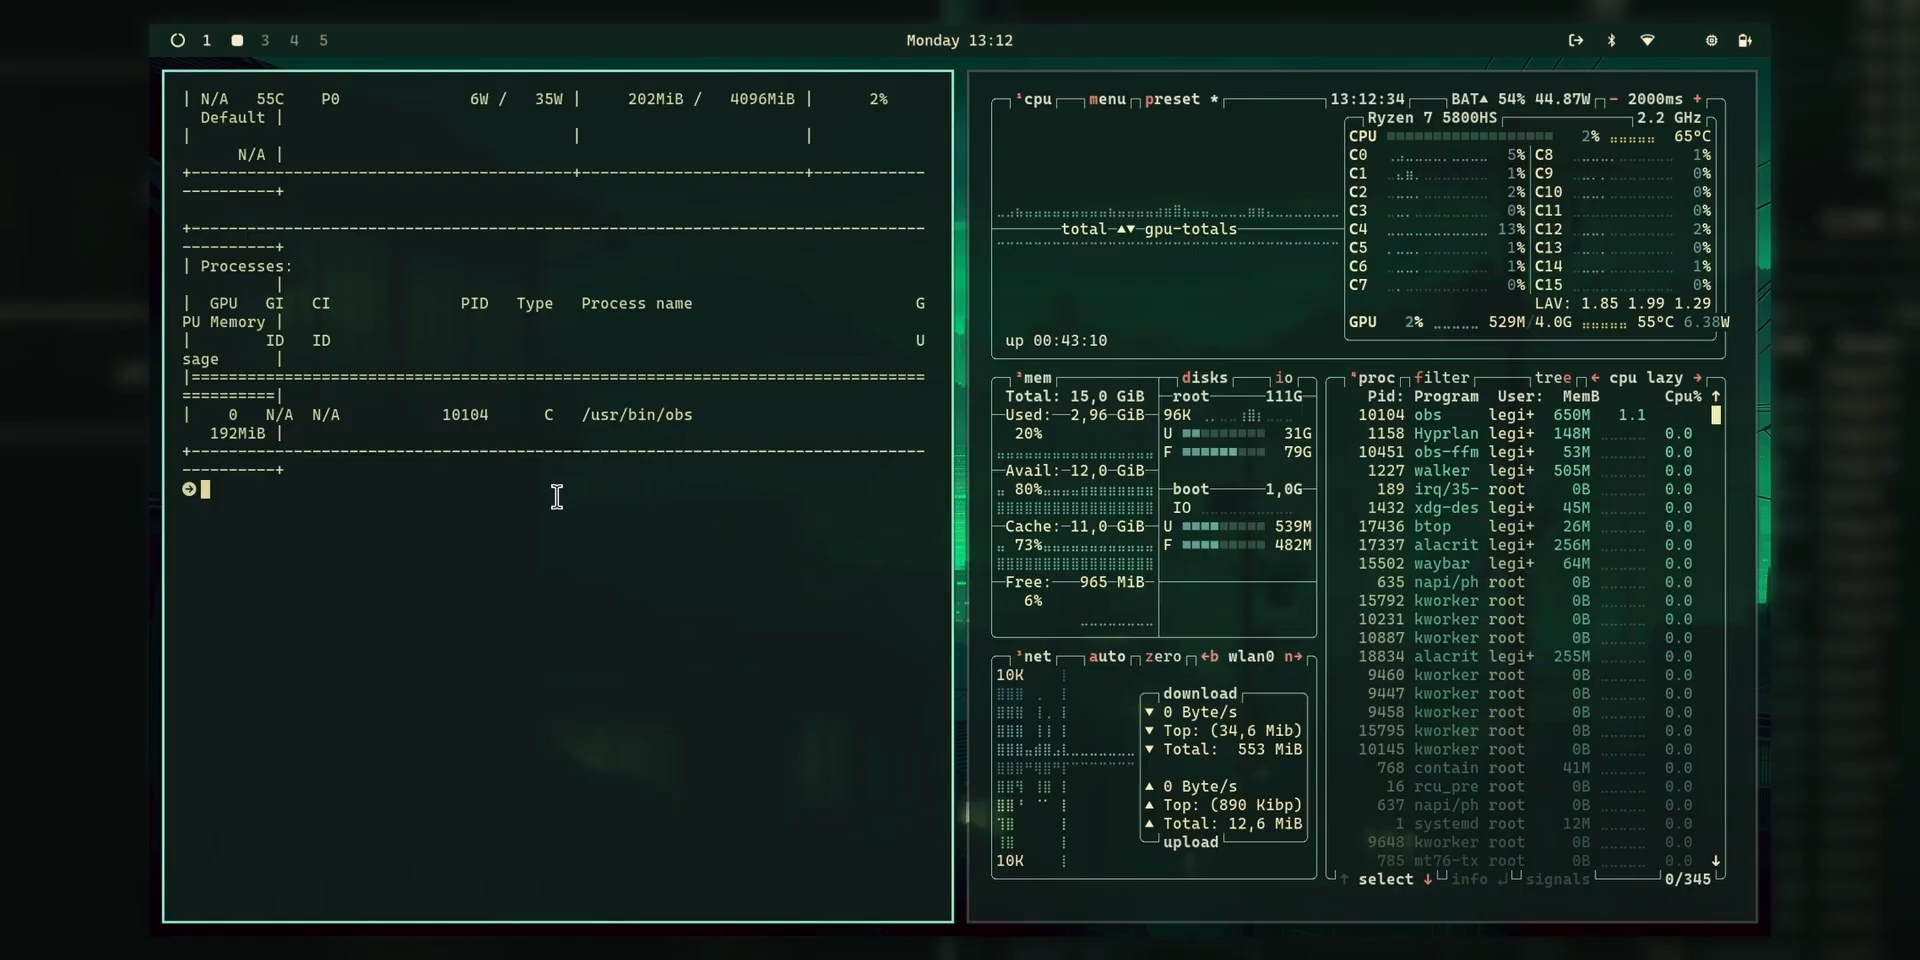 1 3 4 5
Monday 13:12
| N/A 55C P0 6W / 35W | 202MiB / 4096MiB | 2%
Default |
| | |
N/A |
+-----------------------------------------+------------------------+------------
----------+
+-------------------------------------------------------------------------------
----------+
| Processes:
|
| GPU GI CI PID Type Process name G
PU Memory |
| ID ID U
sage |
|===============================================================================
==========|
| 0 N/A N/A 10104 C /usr/bin/obs
192MiB |
+-------------------------------------------------------------------------------
----------+
¹cpu menu preset * 13:12:34 BAT▲ 54% 44.87W - 2000ms +
Ryzen 7 5800HS 2.2 GHz
CPU 2% 65°C
C0 5% C8 1%
C1 1% C9 0%
C2 2% C10 0%
C3 0% C11 0%
C4 13% C12 2%
C5 1% C13 0%
C6 1% C14 1%
C7 0% C15 0%
LAV: 1.85 1.99 1.29
GPU 2% 529M/4.0G 55°C 6.38W
total ▲▼ gpu-totals
up 00:43:10
²mem
Total: 15,0 GiB
Used: 2,96 GiB
20%
Avail: 12,0 GiB
80%
Cache: 11,0 GiB
73%
Free: 965 MiB
6%
disks io
root 111G
96K
U 31G
F 79G
boot 1,0G
IO
U 539M
F 482M
³net auto zero ←b wlan0 n→
10K
download
▼ 0 Byte/s
▼ Top: (34,6 Mib)
▼ Total: 553 MiB
▲ 0 Byte/s
▲ Top: (890 Kibp)
▲ Total: 12,6 MiB
upload
10K
⁴proc filter tree ← cpu lazy →
Pid: Program User: MemB Cpu% ↑
10104 obs legi+ 650M 1.1
1158 Hyprlan legi+ 148M 0.0
10451 obs-ffm legi+ 53M 0.0
1227 walker legi+ 505M 0.0
189 irq/35- root 0B 0.0
1432 xdg-des legi+ 45M 0.0
17436 btop legi+ 26M 0.0
17337 alacrit legi+ 256M 0.0
15502 waybar legi+ 64M 0.0
635 napi/ph root 0B 0.0
15792 kworker root 0B 0.0
10231 kworker root 0B 0.0
10887 kworker root 0B 0.0
18834 alacrit legi+ 255M 0.0
9460 kworker root 0B 0.0
9447 kworker root 0B 0.0
9458 kworker root 0B 0.0
15795 kworker root 0B 0.0
10145 kworker root 0B 0.0
768 contain root 41M 0.0
16 rcu_pre root 0B 0.0
637 napi/ph root 0B 0.0
1 systemd root 12M 0.0
9648 kworker root 0B 0.0
785 mt76-tx root 0B 0.0 ↓
↑ select ↓ info ↵ signals 0/345